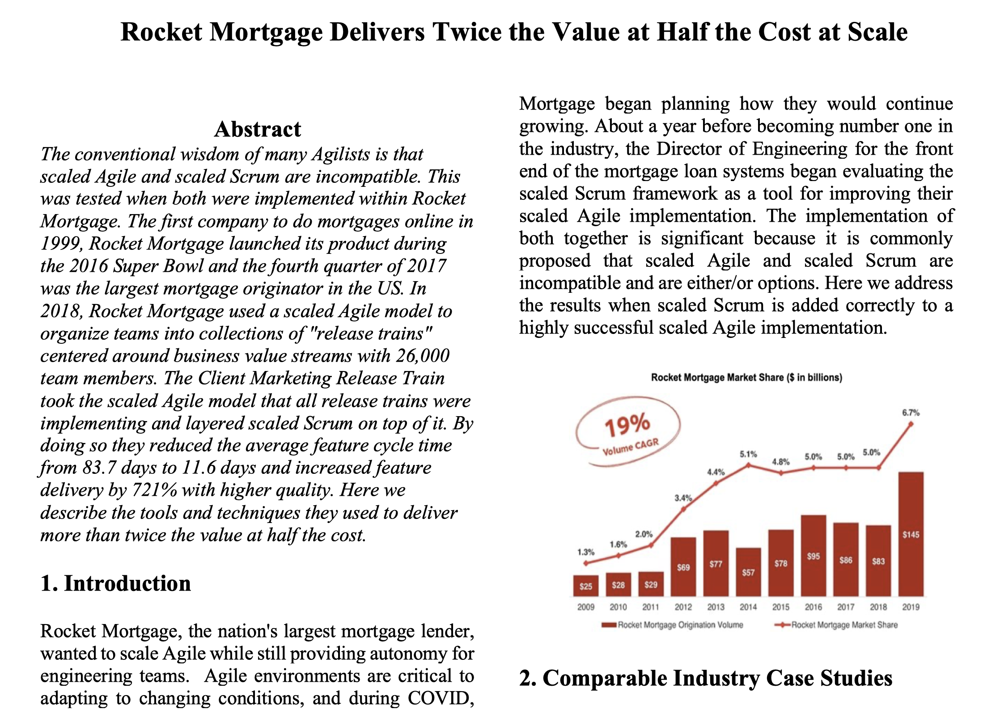 Rocket Mortgage Delivers Twice the Value at Half the Cost at Scale
Abstract
The conventional wisdom of many Agilists is that
scaled Agile and scaled Scrum are incompatible. This
was tested when both were implemented within Rocket
Mortgage. The first company to do mortgages online in
1999, Rocket Mortgage launched its product during
the 2016 Super Bowl and the fourth quarter of 2017
was the largest mortgage originator in the US. In
2018, Rocket Mortgage used a scaled Agile model to
organize teams into collections of "release trains"
centered around business value streams with 26,000
team members. The Client Marketing Release Train
took the scaled Agile model that all release trains were
implementing and layered scaled Scrum on top of it. By
doing so they reduced the average feature cycle time
from 83.7 days to 11.6 days and increased feature
delivery by 721% with higher quality. Here we
describe the tools and techniques they used to deliver
more than twice the value at half the cost.
1. Introduction
Rocket Mortgage, the nation's largest mortgage lender,
wanted to scale Agile while still providing autonomy for
engineering teams. Agile environments are critical to
adapting to changing conditions, and during COVID,
Mortgage began planning how they would continue
growing. About a year before becoming number one in
the industry, the Director of Engineering for the front
end of the mortgage loan systems began evaluating the
scaled Scrum framework as a tool for improving their
scaled Agile implementation. The implementation of
both together is significant because it is commonly
proposed that scaled Agile and scaled Scrum are
incompatible and are either/or options. Here we address
the results when scaled Scrum is added correctly to a
highly successful scaled Agile implementation.
Rocket Mortgage Market Share ($ in billions)
19%
Volume CAGR
1.3% 1.6% 2.0% 3.4% 4.4% 5.1% 4.8% 5.0% 5.0% 5.0% 6.7%
$25 $28 $29 $69 $77 $57 $78 $95 $86 $83 $145
2009 2010 2011 2012 2013 2014 2015 2016 2017 2018 2019
Rocket Mortgage Origination Volume Rocket Mortgage Market Share
2. Comparable Industry Case Studies